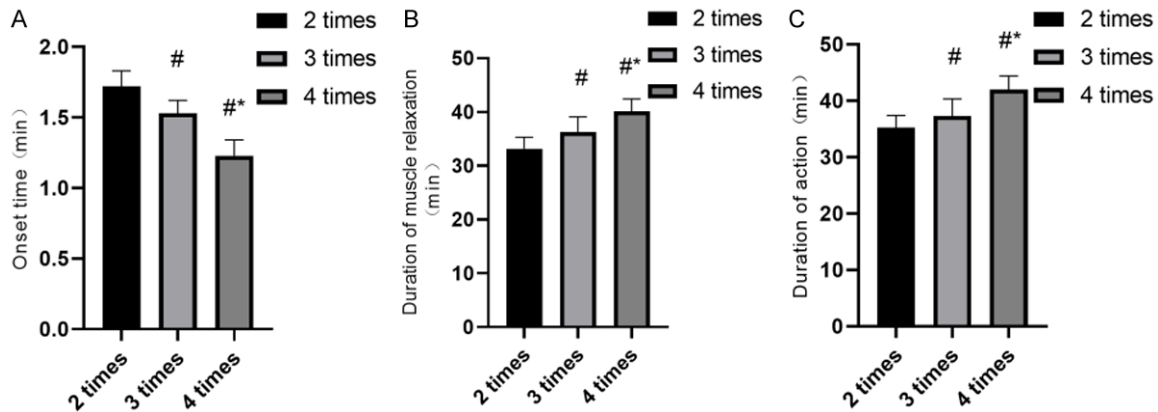 A
2 times
3 times
4 times
2.0
1.5
1.0
0.5
0.0
Onset time（min）
#
#*
2 times
3 times
4 times
B
2 times
3 times
4 times
50
40
30
20
10
0
Duration of muscle relaxation
（min）
#
#*
2 times
3 times
4 times
C
2 times
3 times
4 times
50
40
30
20
10
0
Duration of action（min）
#
#*
2 times
3 times
4 times